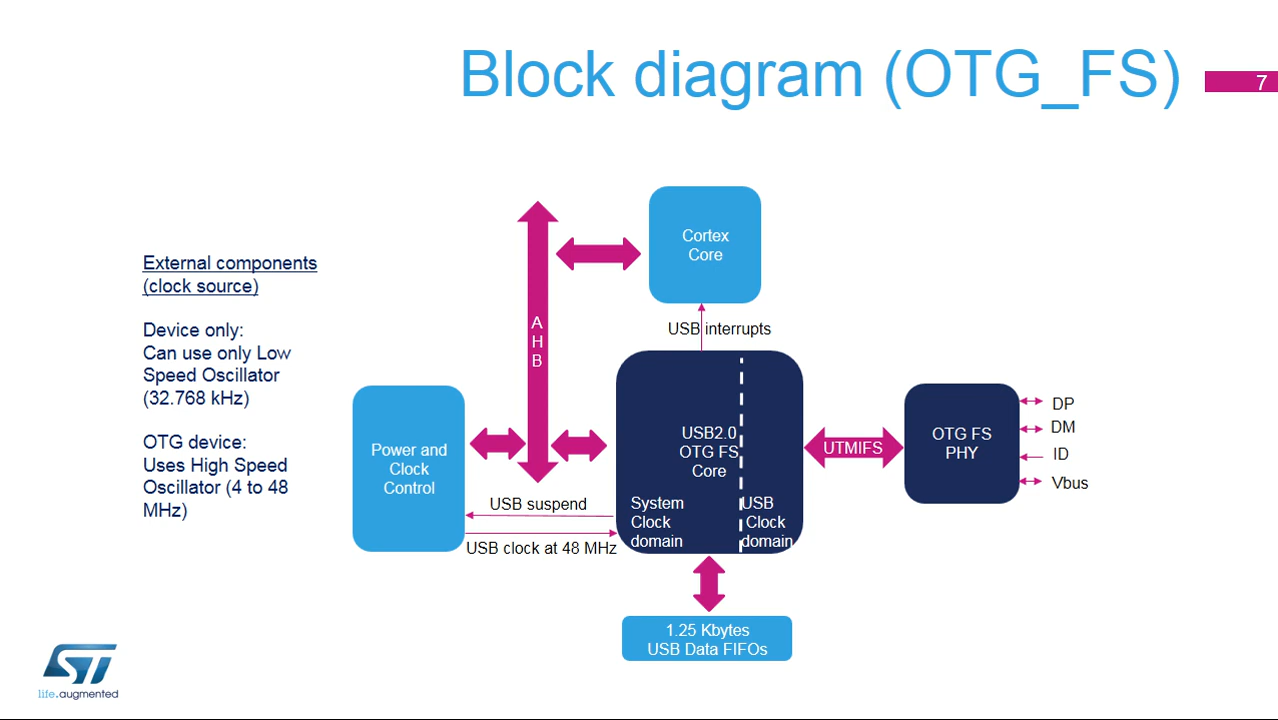 Block diagram (OTG_FS)
7
External components
(clock source)
Device only:
Can use only Low
Speed Oscillator
(32.768 kHz)
OTG device:
Uses High Speed
Oscillator (4 to 48
MHz)
A
H
B
Cortex
Core
USB interrupts
Power and
Clock
Control
USB2.0
OTG FS
Core
System
Clock
domain
USB
Clock
domain
USB suspend
USB clock at 48 MHz
UTMIFS
OTG FS
PHY
DP
DM
ID
Vbus
1.25 Kbytes
USB Data FIFOs
ST
life.augmented